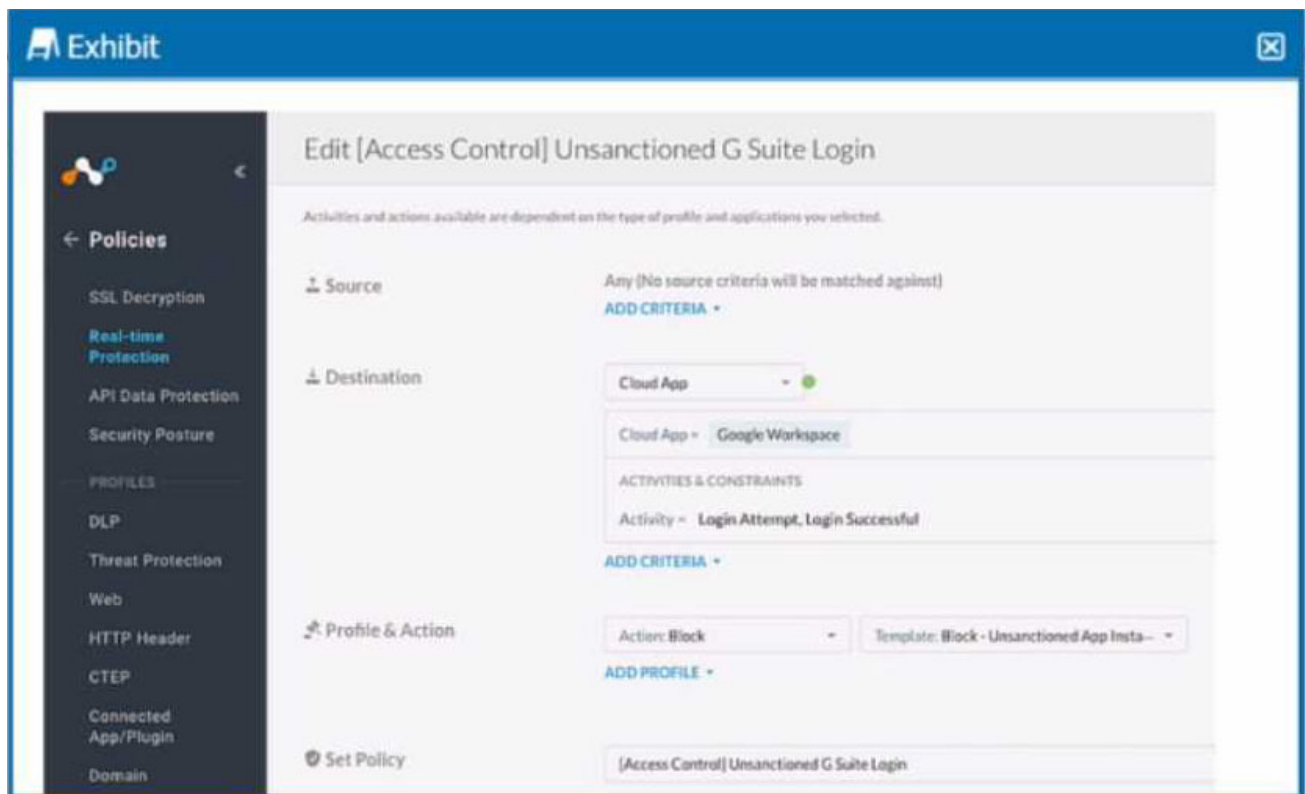 Exhibit
Edit [Access Control] Unsanctioned G Suite Login
Activities and actions available are dependent on the type of profile and applications you selected.
Policies
SSL Decryption
Real-time
Protection
API Data Protection
Security Posture
PROFILES
DLP
Threat Protection
Web
HTTP Header
CTEP
Connected
App/Plugin
Domain
Source
Any (No source criteria will be matched against)
ADD CRITERIA
Destination
Cloud App
Cloud App = Google Workspace
ACTIVITIES & CONSTRAINTS
Activity = Login Attempt, Login Successful
ADD CRITERIA
Profile & Action
Action: Block
Template: Block - Unsanctioned App Insta...
ADD PROFILE
Set Policy
[Access Control] Unsanctioned G Suite Login